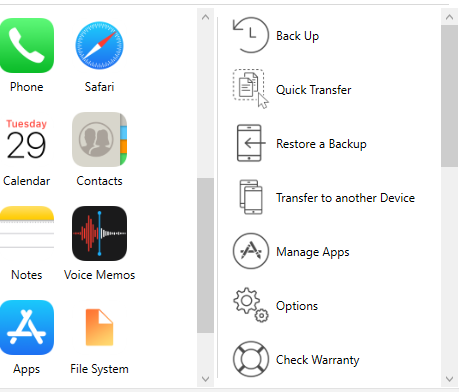 Phone
Safari
Tuesday
29
Calendar
Contacts
Notes
Voice Memos
Apps
File System
Back Up
Quick Transfer
Restore a Backup
Transfer to another Device
Manage Apps
Options
Check Warranty